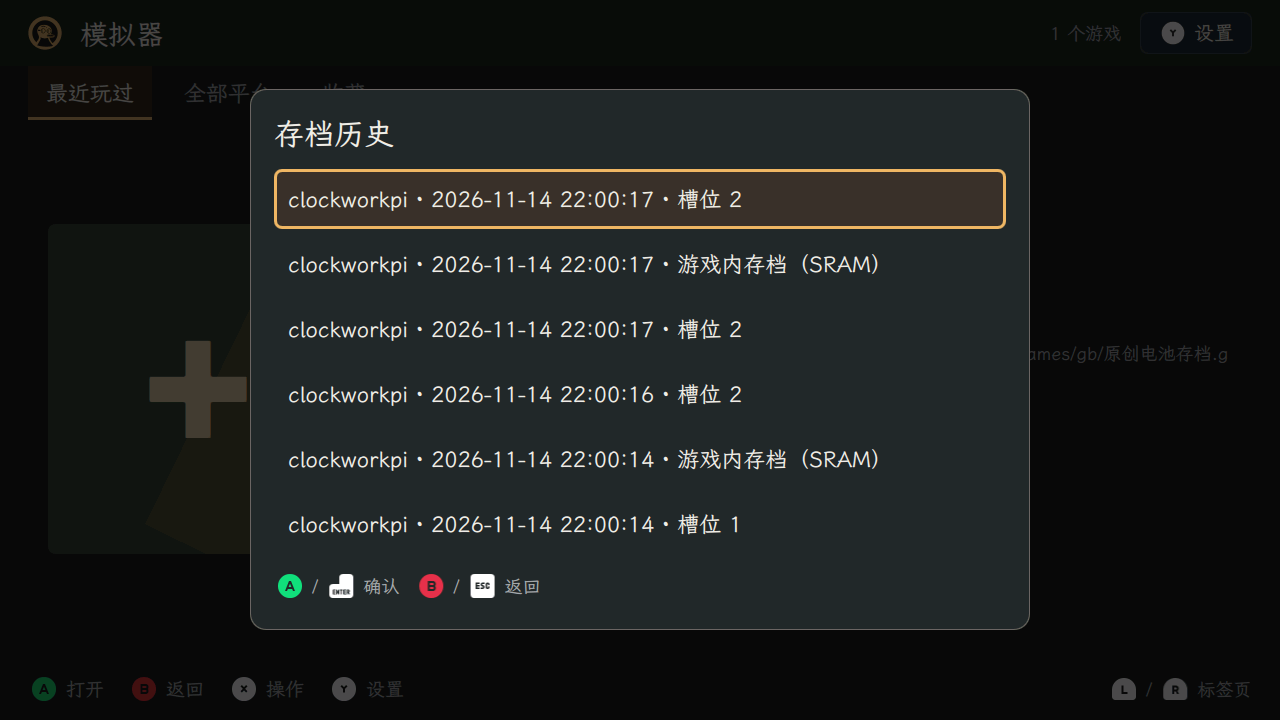 模拟器
1 个游戏
Y 设置
最近玩过
全部平台
收藏
存档历史
clockworkpi · 2026-11-14 22:00:17 · 槽位 2
clockworkpi · 2026-11-14 22:00:17 · 游戏内存档（SRAM）
clockworkpi · 2026-11-14 22:00:17 · 槽位 2
clockworkpi · 2026-11-14 22:00:16 · 槽位 2
clockworkpi · 2026-11-14 22:00:14 · 游戏内存档（SRAM）
clockworkpi · 2026-11-14 22:00:14 · 槽位 1
ames/gb/原创电池存档.g
A / ENTER 确认 B / ESC 返回
A 打开 B 返回 X 操作 Y 设置
L / R 标签页